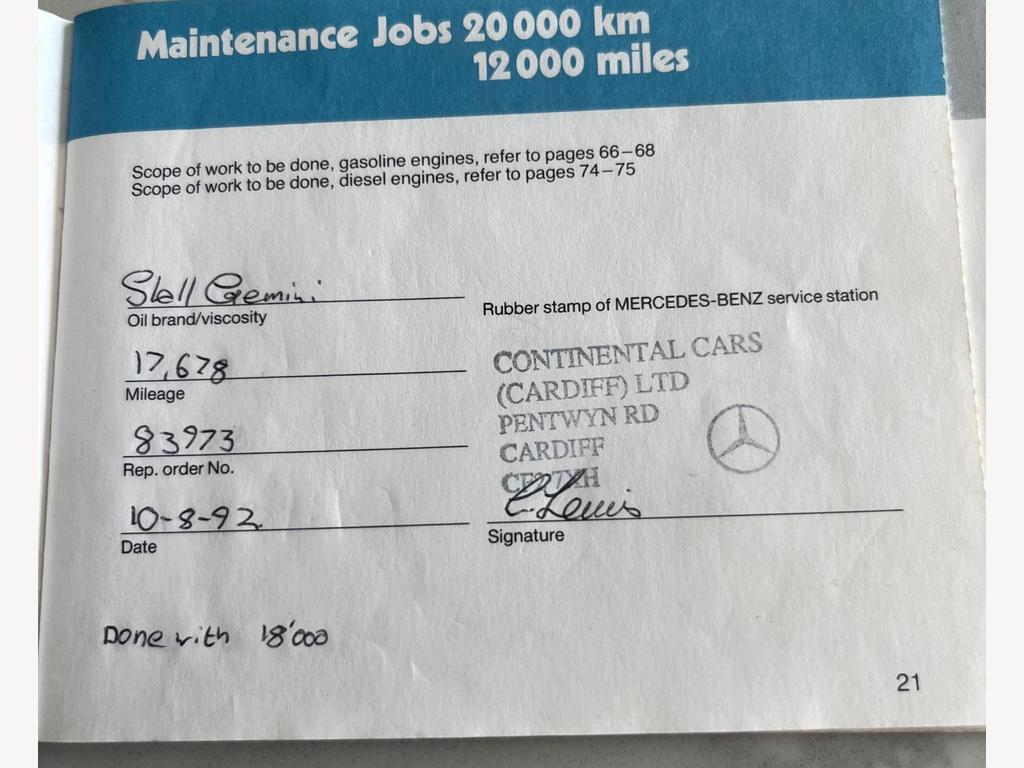 Maintenance Jobs 20 000 km
12 000 miles
Scope of work to be done, gasoline engines, refer to pages 66–68
Scope of work to be done, diesel engines, refer to pages 74–75
Shell Gemini
Oil brand/viscosity
17,678
Mileage
83973
Rep. order No.
10-8-92
Date
Rubber stamp of MERCEDES-BENZ service station
CONTINENTAL CARS
(CARDIFF) LTD
PENTWYN RD
CARDIFF
CF2 7XH
C. Lewis
Signature
Done with 18'000
21